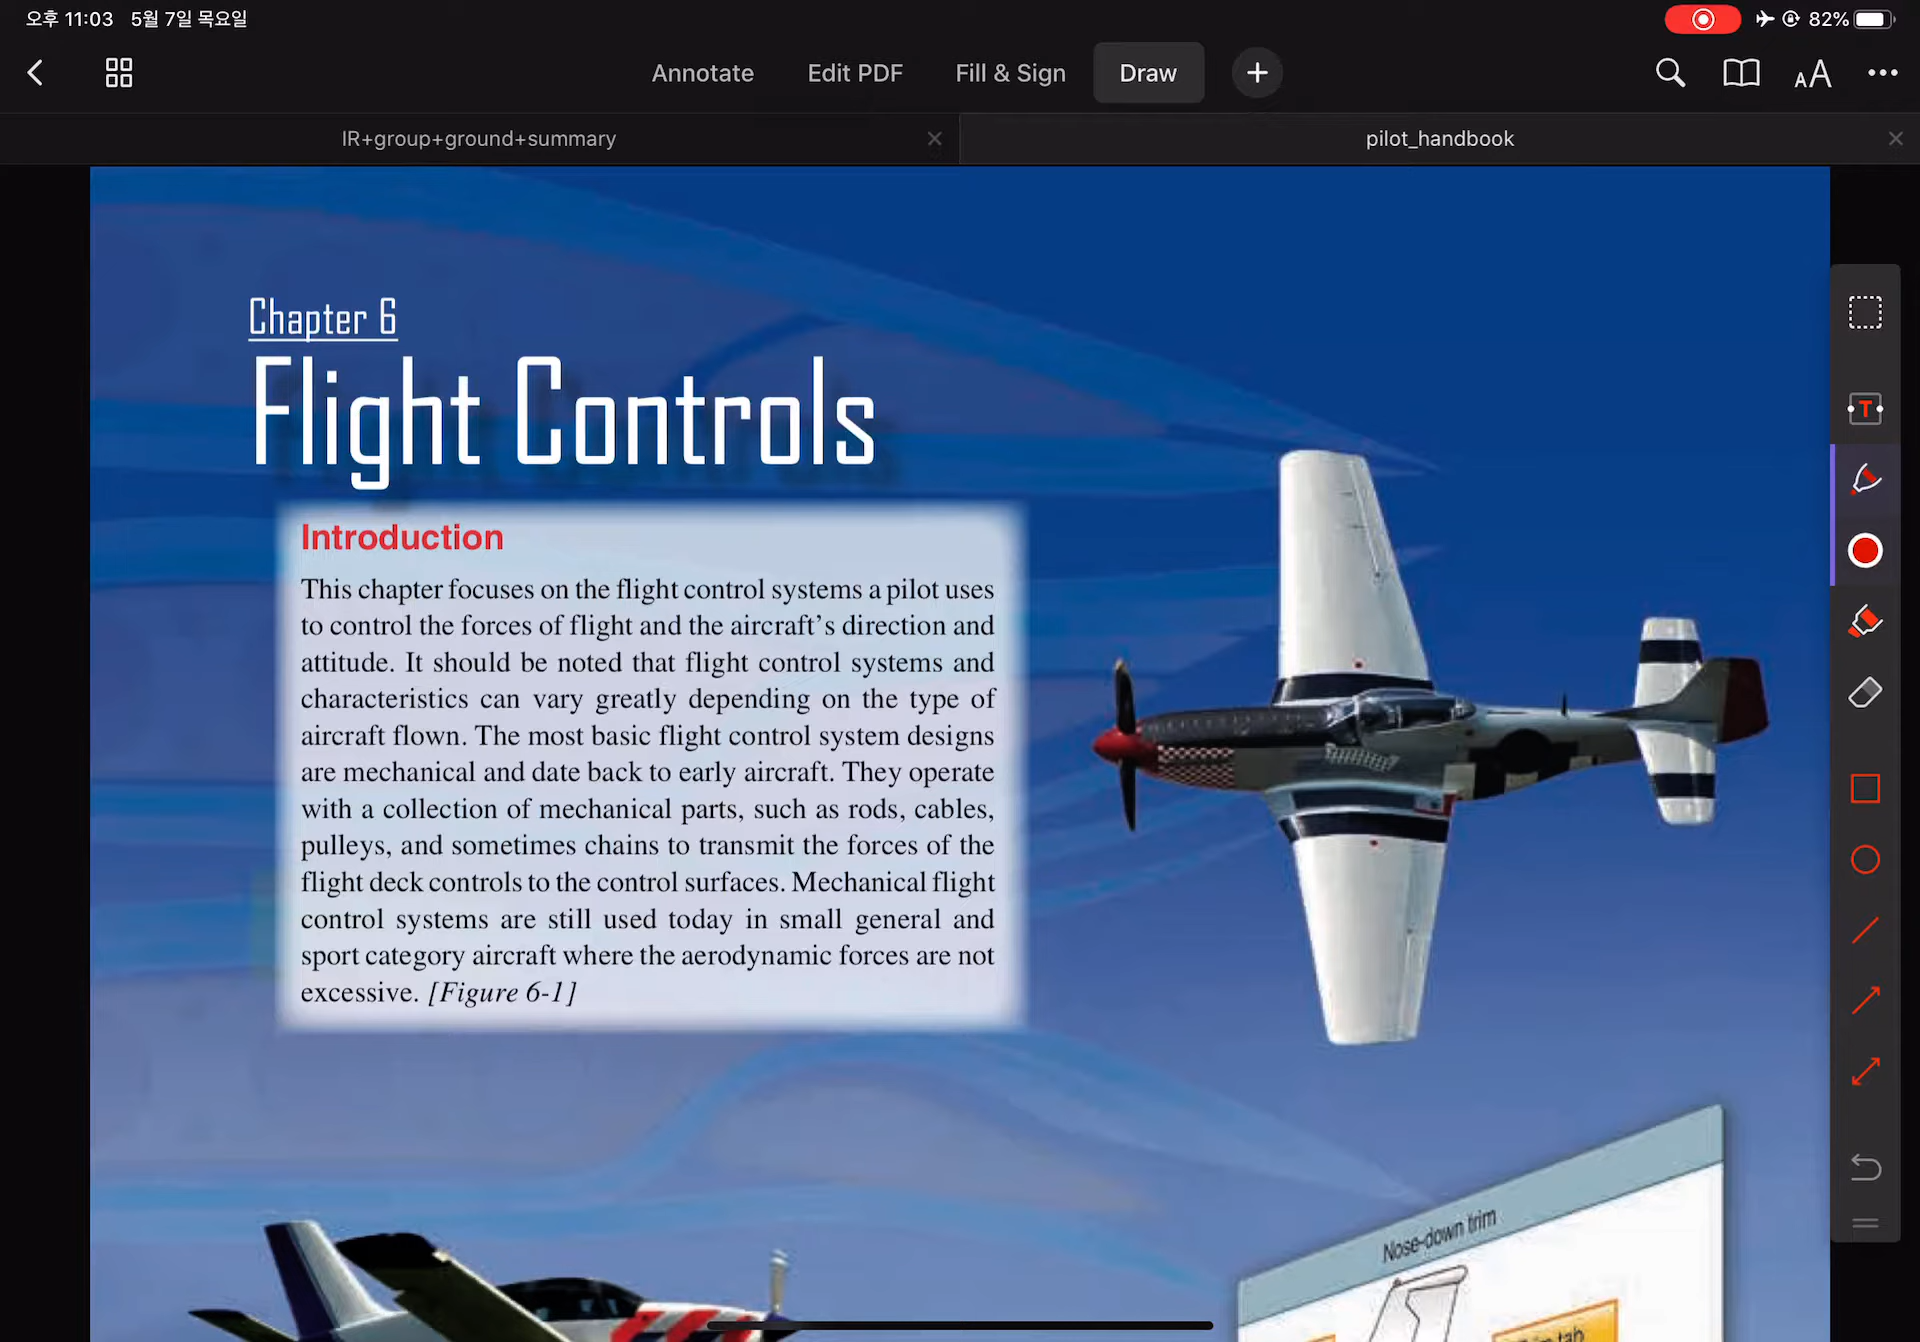 오후 11:03 5월 7일 목요일
82%
Annotate Edit PDF Fill & Sign Draw
AA
IR+group+ground+summary
pilot_handbook
Chapter 6
Flight Controls
Introduction
This chapter focuses on the flight control systems a pilot uses
to control the forces of flight and the aircraft’s direction and
attitude. It should be noted that flight control systems and
characteristics can vary greatly depending on the type of
aircraft flown. The most basic flight control system designs
are mechanical and date back to early aircraft. They operate
with a collection of mechanical parts, such as rods, cables,
pulleys, and sometimes chains to transmit the forces of the
flight deck controls to the control surfaces. Mechanical flight
control systems are still used today in small general and
sport category aircraft where the aerodynamic forces are not
excessive. [Figure 6-1]
T
Nose-down trim
tab